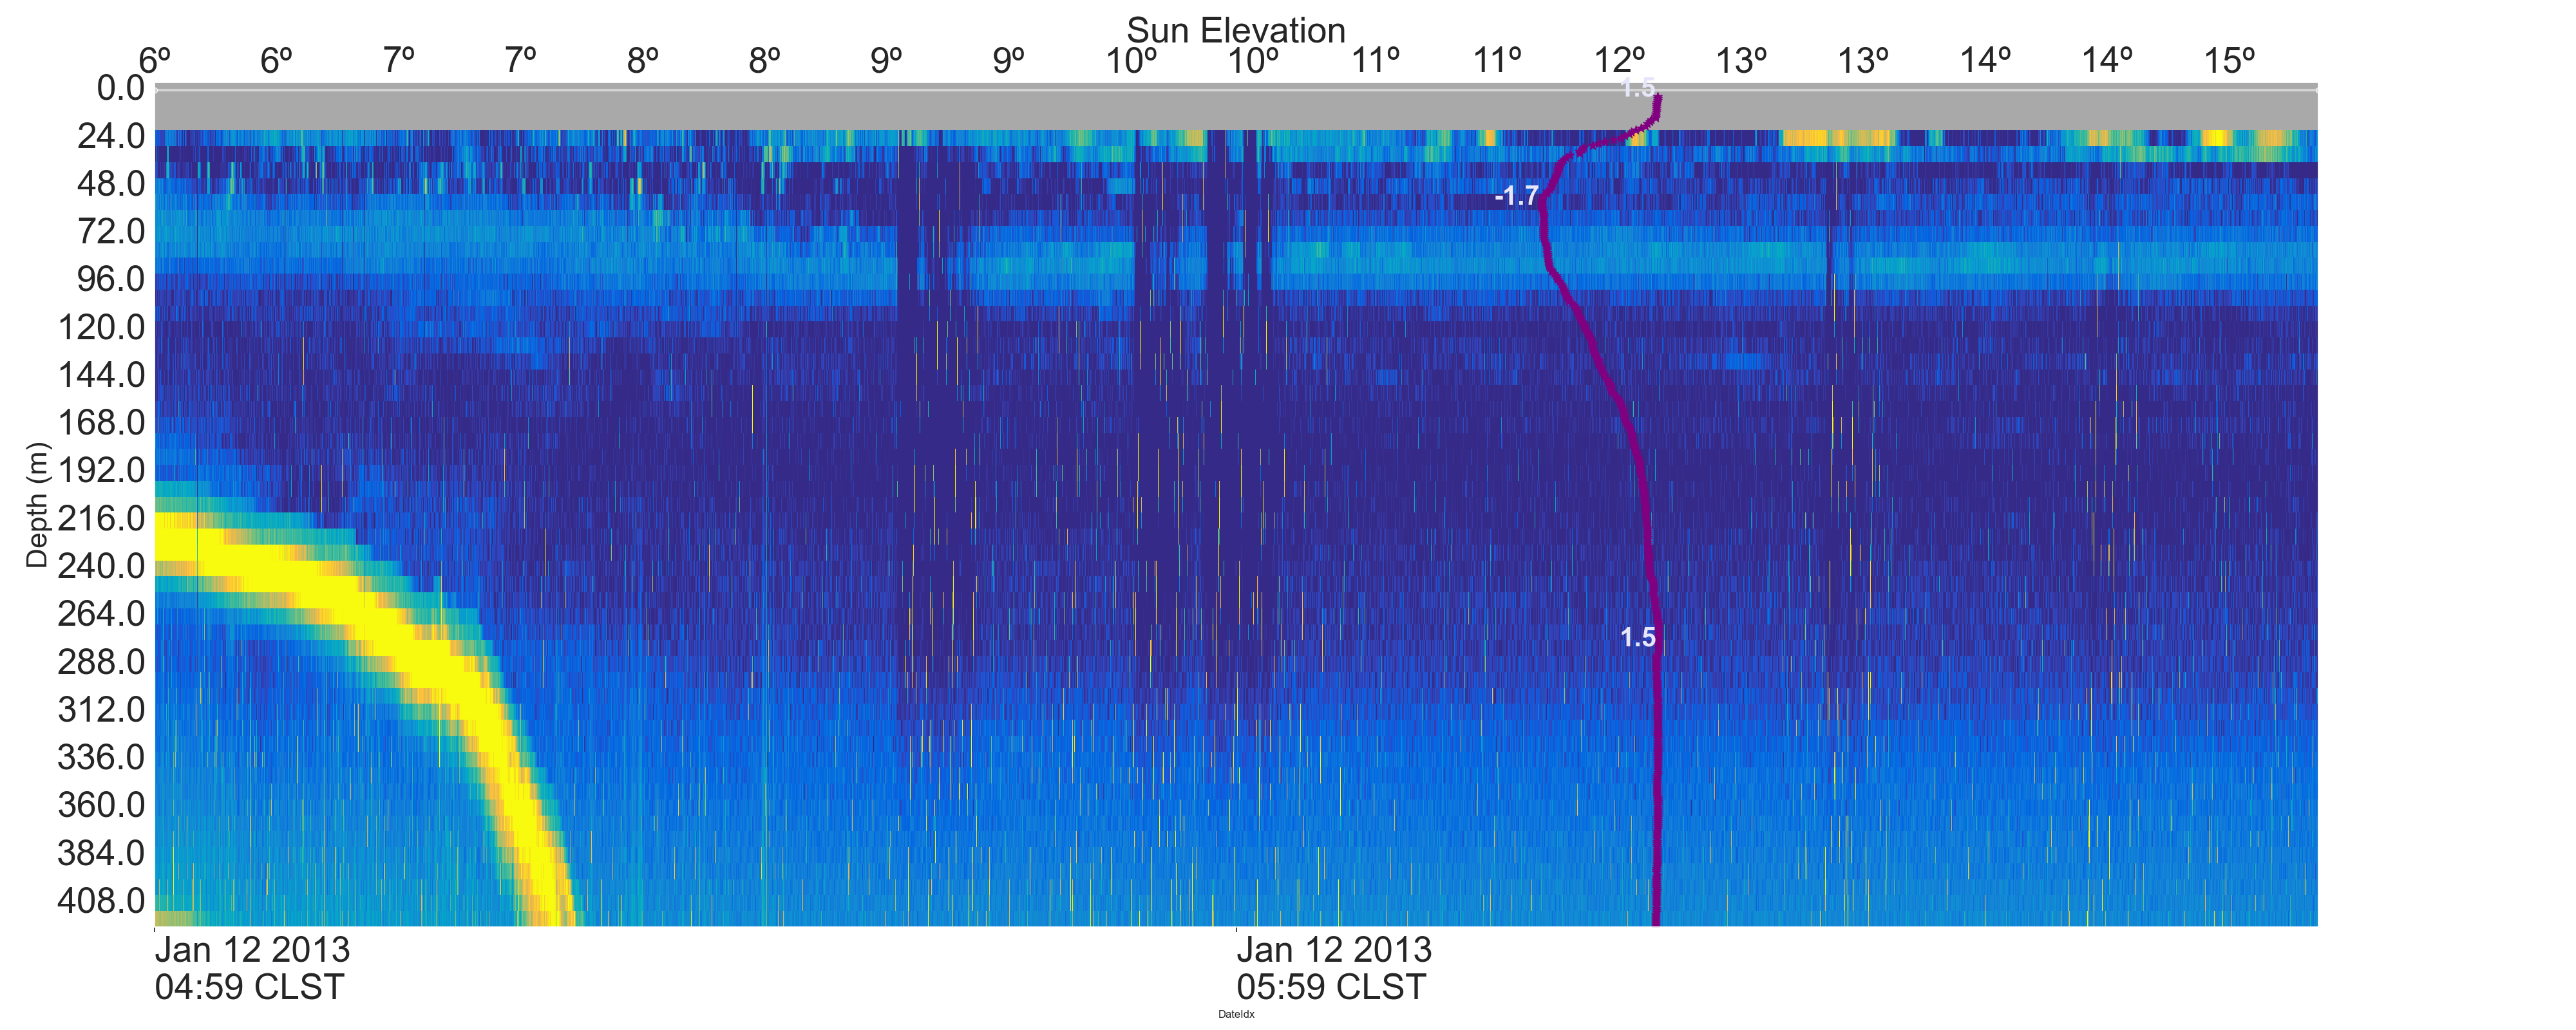 Sun Elevation
6º 6º 7º 7º 8º 8º 9º 9º 10º 10º 11º 11º 12º 13º 13º 14º 14º 15º
0.0
1.5
24.0
48.0
-1.7
72.0
96.0
120.0
144.0
168.0
192.0
216.0
240.0
264.0
1.5
288.0
312.0
336.0
360.0
384.0
408.0
Depth (m)
Jan 12 2013
04:59 CLST
Jan 12 2013
05:59 CLST
DateIdx